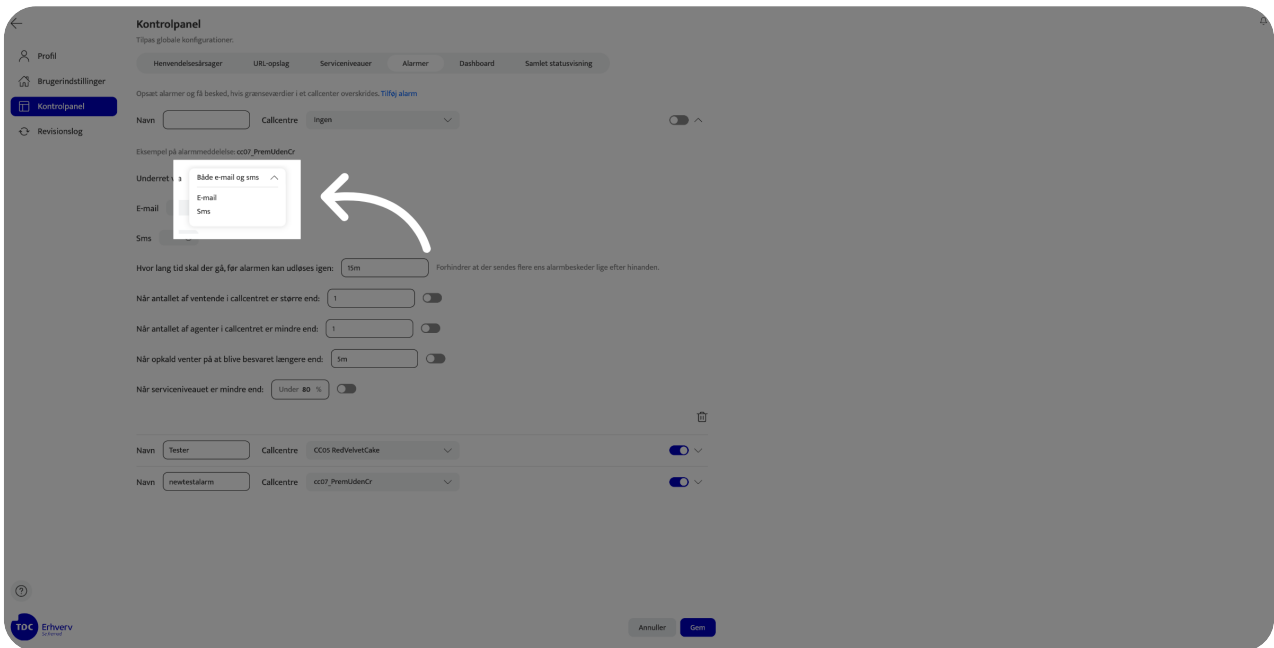 Kontrolpanel
Tilpas globale konfigurationer.
Profil
Brugerindstillinger
Kontrolpanel
Revisionslog
Henvendelsesårsager URL-opslag Serviceniveauer Alarmer Dashboard Samlet statusvisning
Opsæt alarmer og få besked, hvis grænseværdier i et callcenter overskrides. Tilføj alarm
Navn Callcentre Ingen
Eksempel på alarmmeddelelse: cc07_PremUdenCr
Underret Både e-mail og sms
E-mail
Sms
E-mail
Sms
Hvor lang tid skal der gå, før alarmen kan udløses igen: 15m Forhindrer at der sendes flere ens alarmbeskeder lige efter hinanden.
Når antallet af ventende i callcentret er større end: 1
Når antallet af agenter i callcentret er mindre end: 1
Når opkald venter på at blive besvaret længere end: 5m
Når serviceniveauet er mindre end: Under 80 %
Navn Tester Callcentre CC05 RedVelvetCake
Navn newtestalarm Callcentre cc07_PremUdenCr
?
TDC Erhverv
Annuller Gem